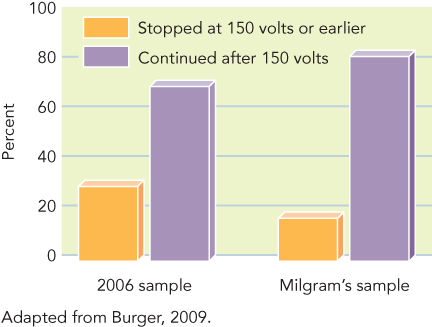 100
80
60
40
20
0
Percent
Stopped at 150 volts or earlier
Continued after 150 volts
2006 sample
Milgram's sample
Adapted from Burger, 2009.